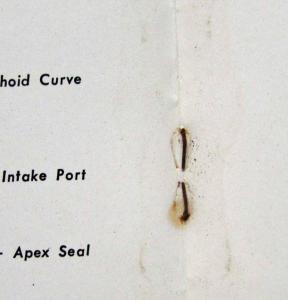 hoid Curve
Intake Port
- Apex Seal